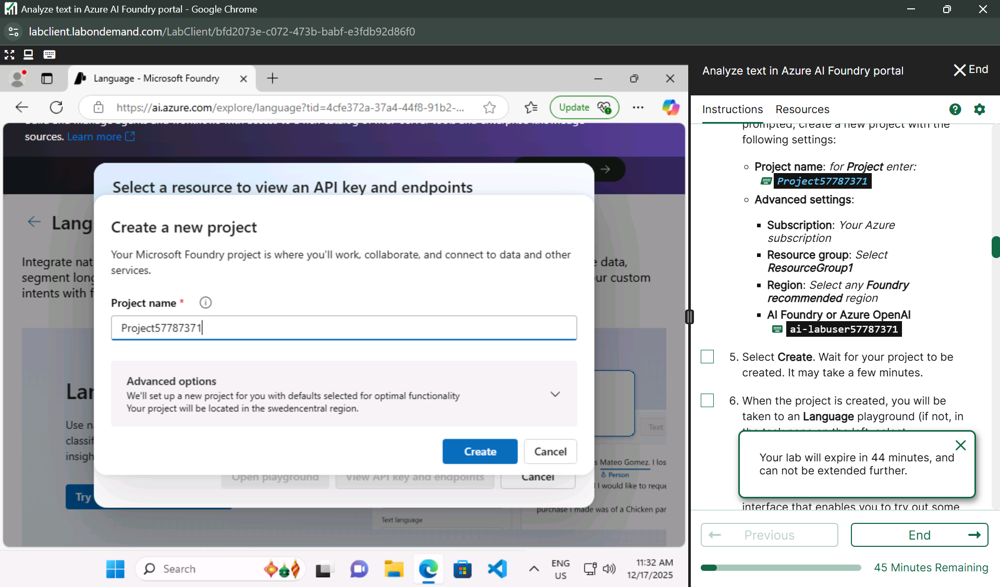 Analyze text in Azure AI Foundry portal - Google Chrome
labclient.labondemand.com/LabClient/bfd2073e-c072-473b-babf-e3fdb92d86f0
Language - Microsoft Foundry
https://ai.azure.com/explore/language?tid=4cfe372a-37a4-44f8-91b2-...
Update
sources. Learn more
Select a resource to view an API key and endpoints
Lang
Integrate nat
segment long
intents with f
e data,
ur custom
Create a new project
Your Microsoft Foundry project is where you'll work, collaborate, and connect to data and other
services.
Project name *
Project57787371
Advanced options
We'll set up a new project for you with defaults selected for optimal functionality
Your project will be located in the swedencentral region.
Create
Cancel
Lan
Use n
classif
insigh
Try
Text
Open playground
View API key and endpoints
Cancel
s Mateo Gomez. I los
Person
I would like to reque
purchase I made was of a Chicken par
Text language
Search
ENG
US
11:32 AM
12/17/2025
Analyze text in Azure AI Foundry portal
End
Instructions
Resources
prompted, create a new project with the
following settings:
Project name: for Project enter:
Project57787371
Advanced settings:
Subscription: Your Azure
subscription
Resource group: Select
ResourceGroup1
Region: Select any Foundry
recommended region
AI Foundry or Azure OpenAI
ai-labuser57787371
5. Select Create. Wait for your project to be
created. It may take a few minutes.
6. When the project is created, you will be
taken to an Language playground (if not, in
Your lab will expire in 44 minutes, and
can not be extended further.
interface that enables you to try out some
Previous
End
45 Minutes Remaining